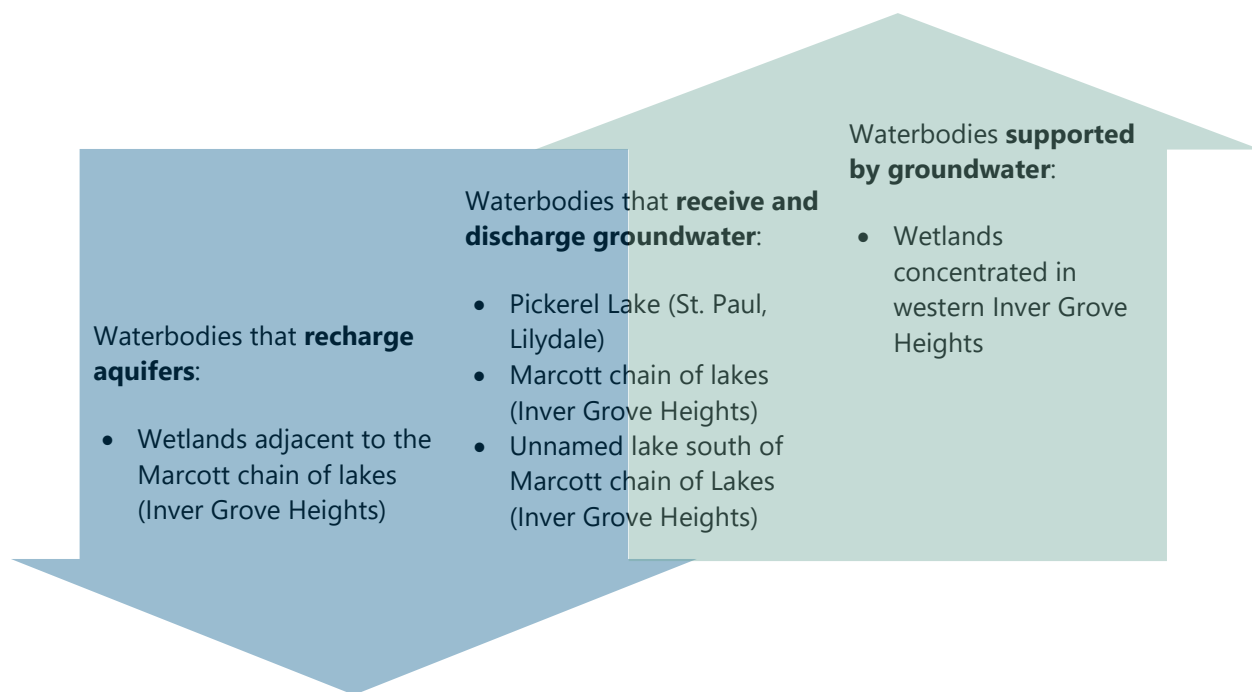 Waterbodies that recharge
aquifers:
• Wetlands adjacent to the
Marcott chain of lakes
(Inver Grove Heights)
Waterbodies that receive and
discharge groundwater:
• Pickerel Lake (St. Paul,
Lilydale)
• Marcott chain of lakes
(Inver Grove Heights)
• Unnamed lake south of
Marcott chain of Lakes
(Inver Grove Heights)
Waterbodies supported
by groundwater:
• Wetlands
concentrated in
western Inver Grove
Heights